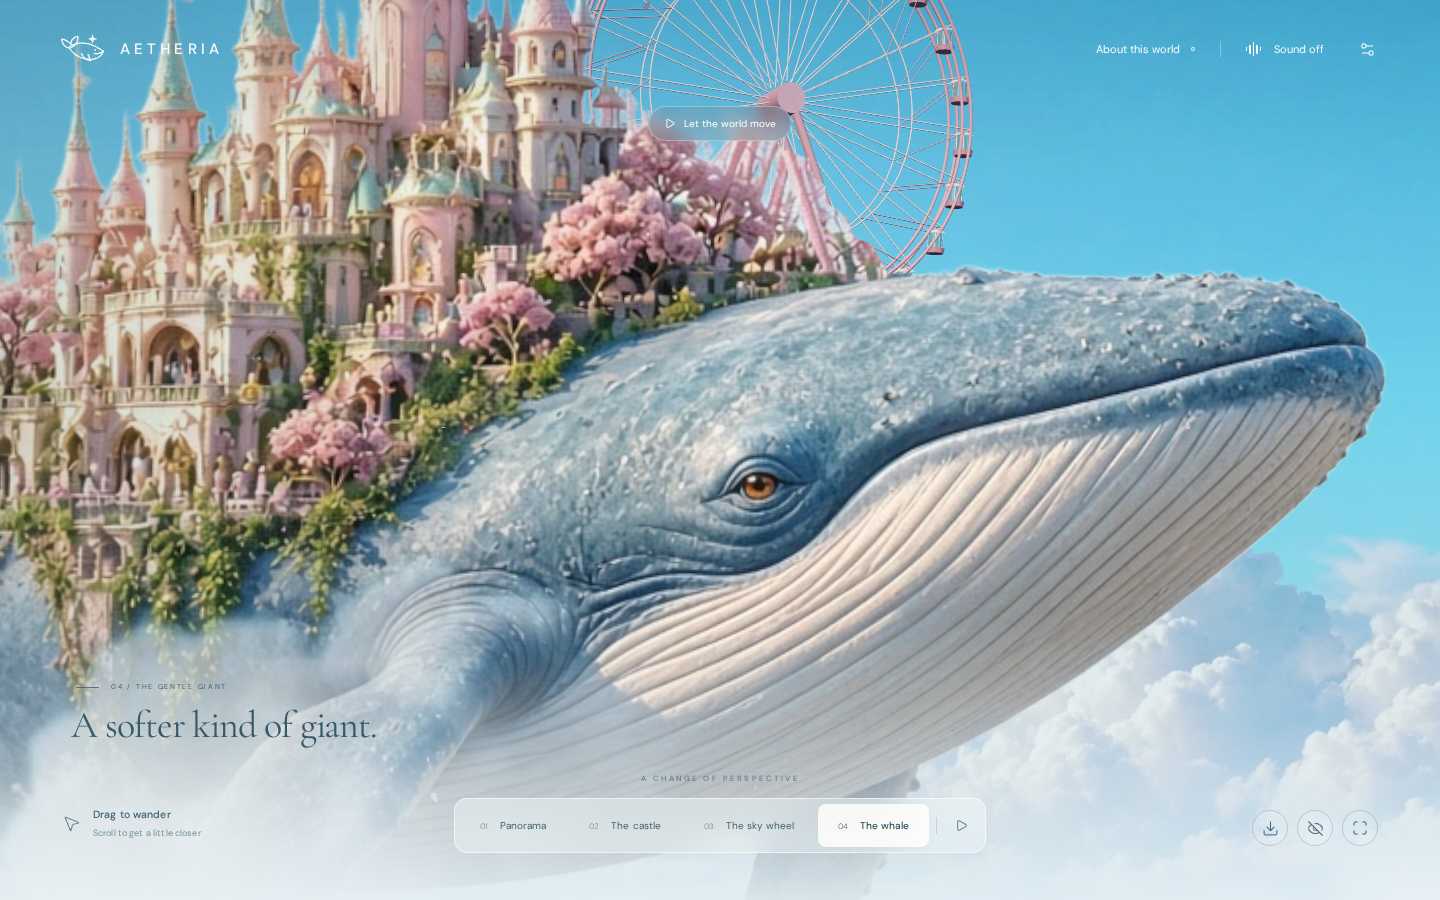 AETHERIA
About this world
Sound off
Let the world move
04 / THE GENTLE GIANT
A softer kind of giant.
A CHANGE OF PERSPECTIVE
Drag to wander
Scroll to get a little closer
01 Panorama
02 The castle
03 The sky wheel
04 The whale